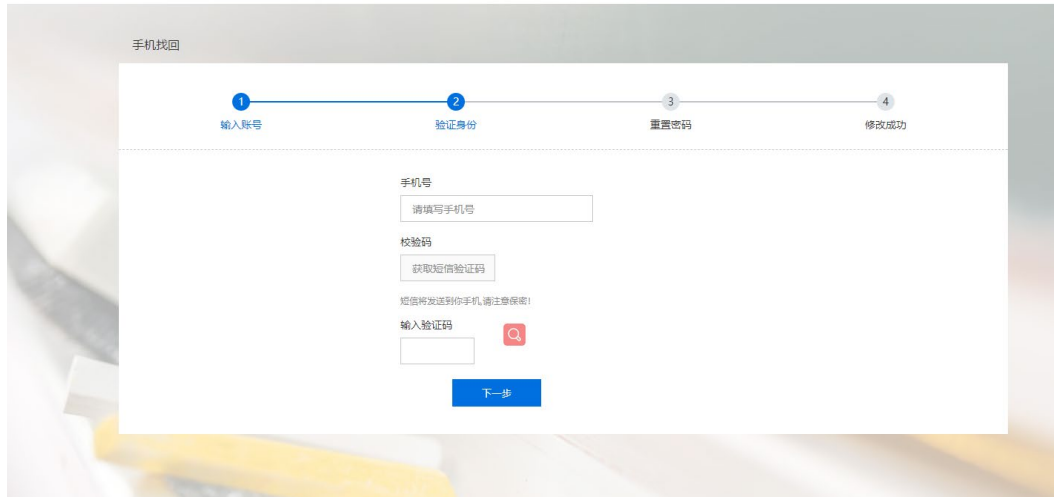 手机找回
1 2 3 4
输入账号 验证身份 重置密码 修改成功
手机号
请填写手机号
校验码
获取短信验证码
短信将发送到你手机,请注意保密!
输入验证码
下一步